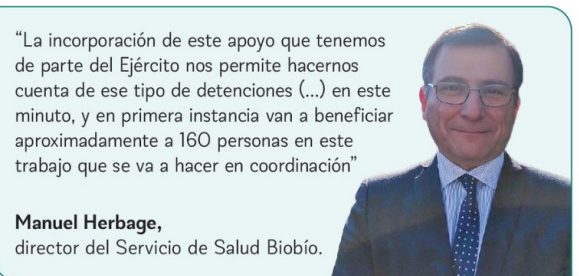 “La incorporación de este apoyo que tenemos
de parte del Ejército nos permite hacernos
cuenta de ese tipo de detenciones (...) en este
minuto, y en primera instancia van a beneficiar
aproximadamente a 160 personas en este
trabajo que se va a hacer en coordinación”
Manuel Herbage,
director del Servicio de Salud Biobío.